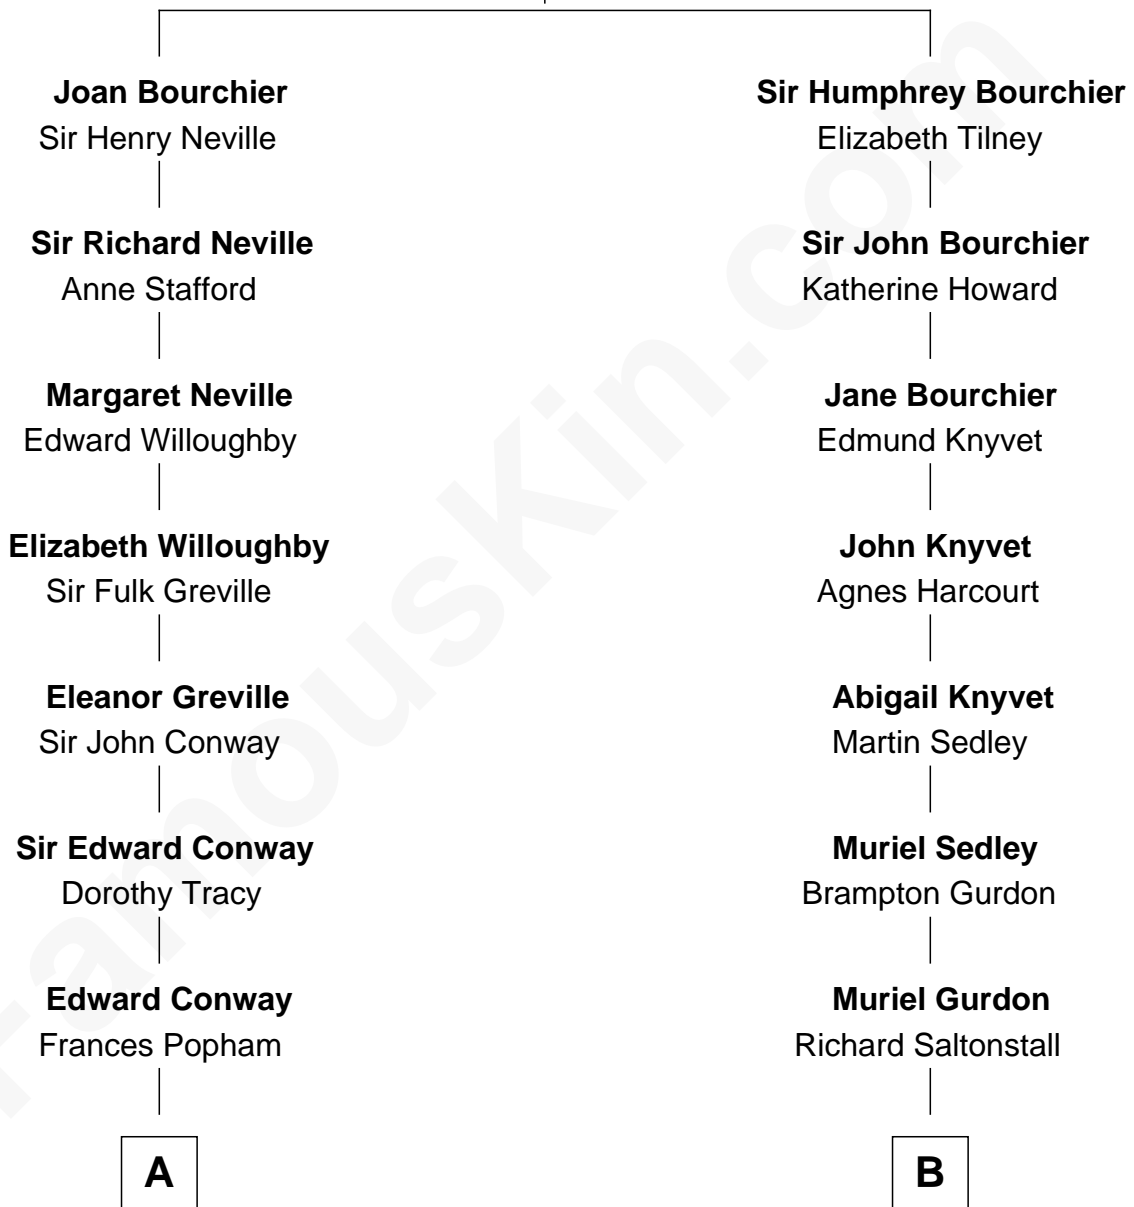 Joan Bourchier
Sir Henry Neville
Sir Richard Neville
Anne Stafford
Margaret Neville
Edward Willoughby
Elizabeth Willoughby
Sir Fulk Greville
Eleanor Greville
Sir John Conway
Sir Edward Conway
Dorothy Tracy
Edward Conway
Frances Popham
A
Sir Humphrey Bourchier
Elizabeth Tilney
Sir John Bourchier
Katherine Howard
Jane Bourchier
Edmund Knyvet
John Knyvet
Agnes Harcourt
Abigail Knyvet
Martin Sedley
Muriel Sedley
Brampton Gurdon
Muriel Gurdon
Richard Saltonstall
B
FamousKin.com